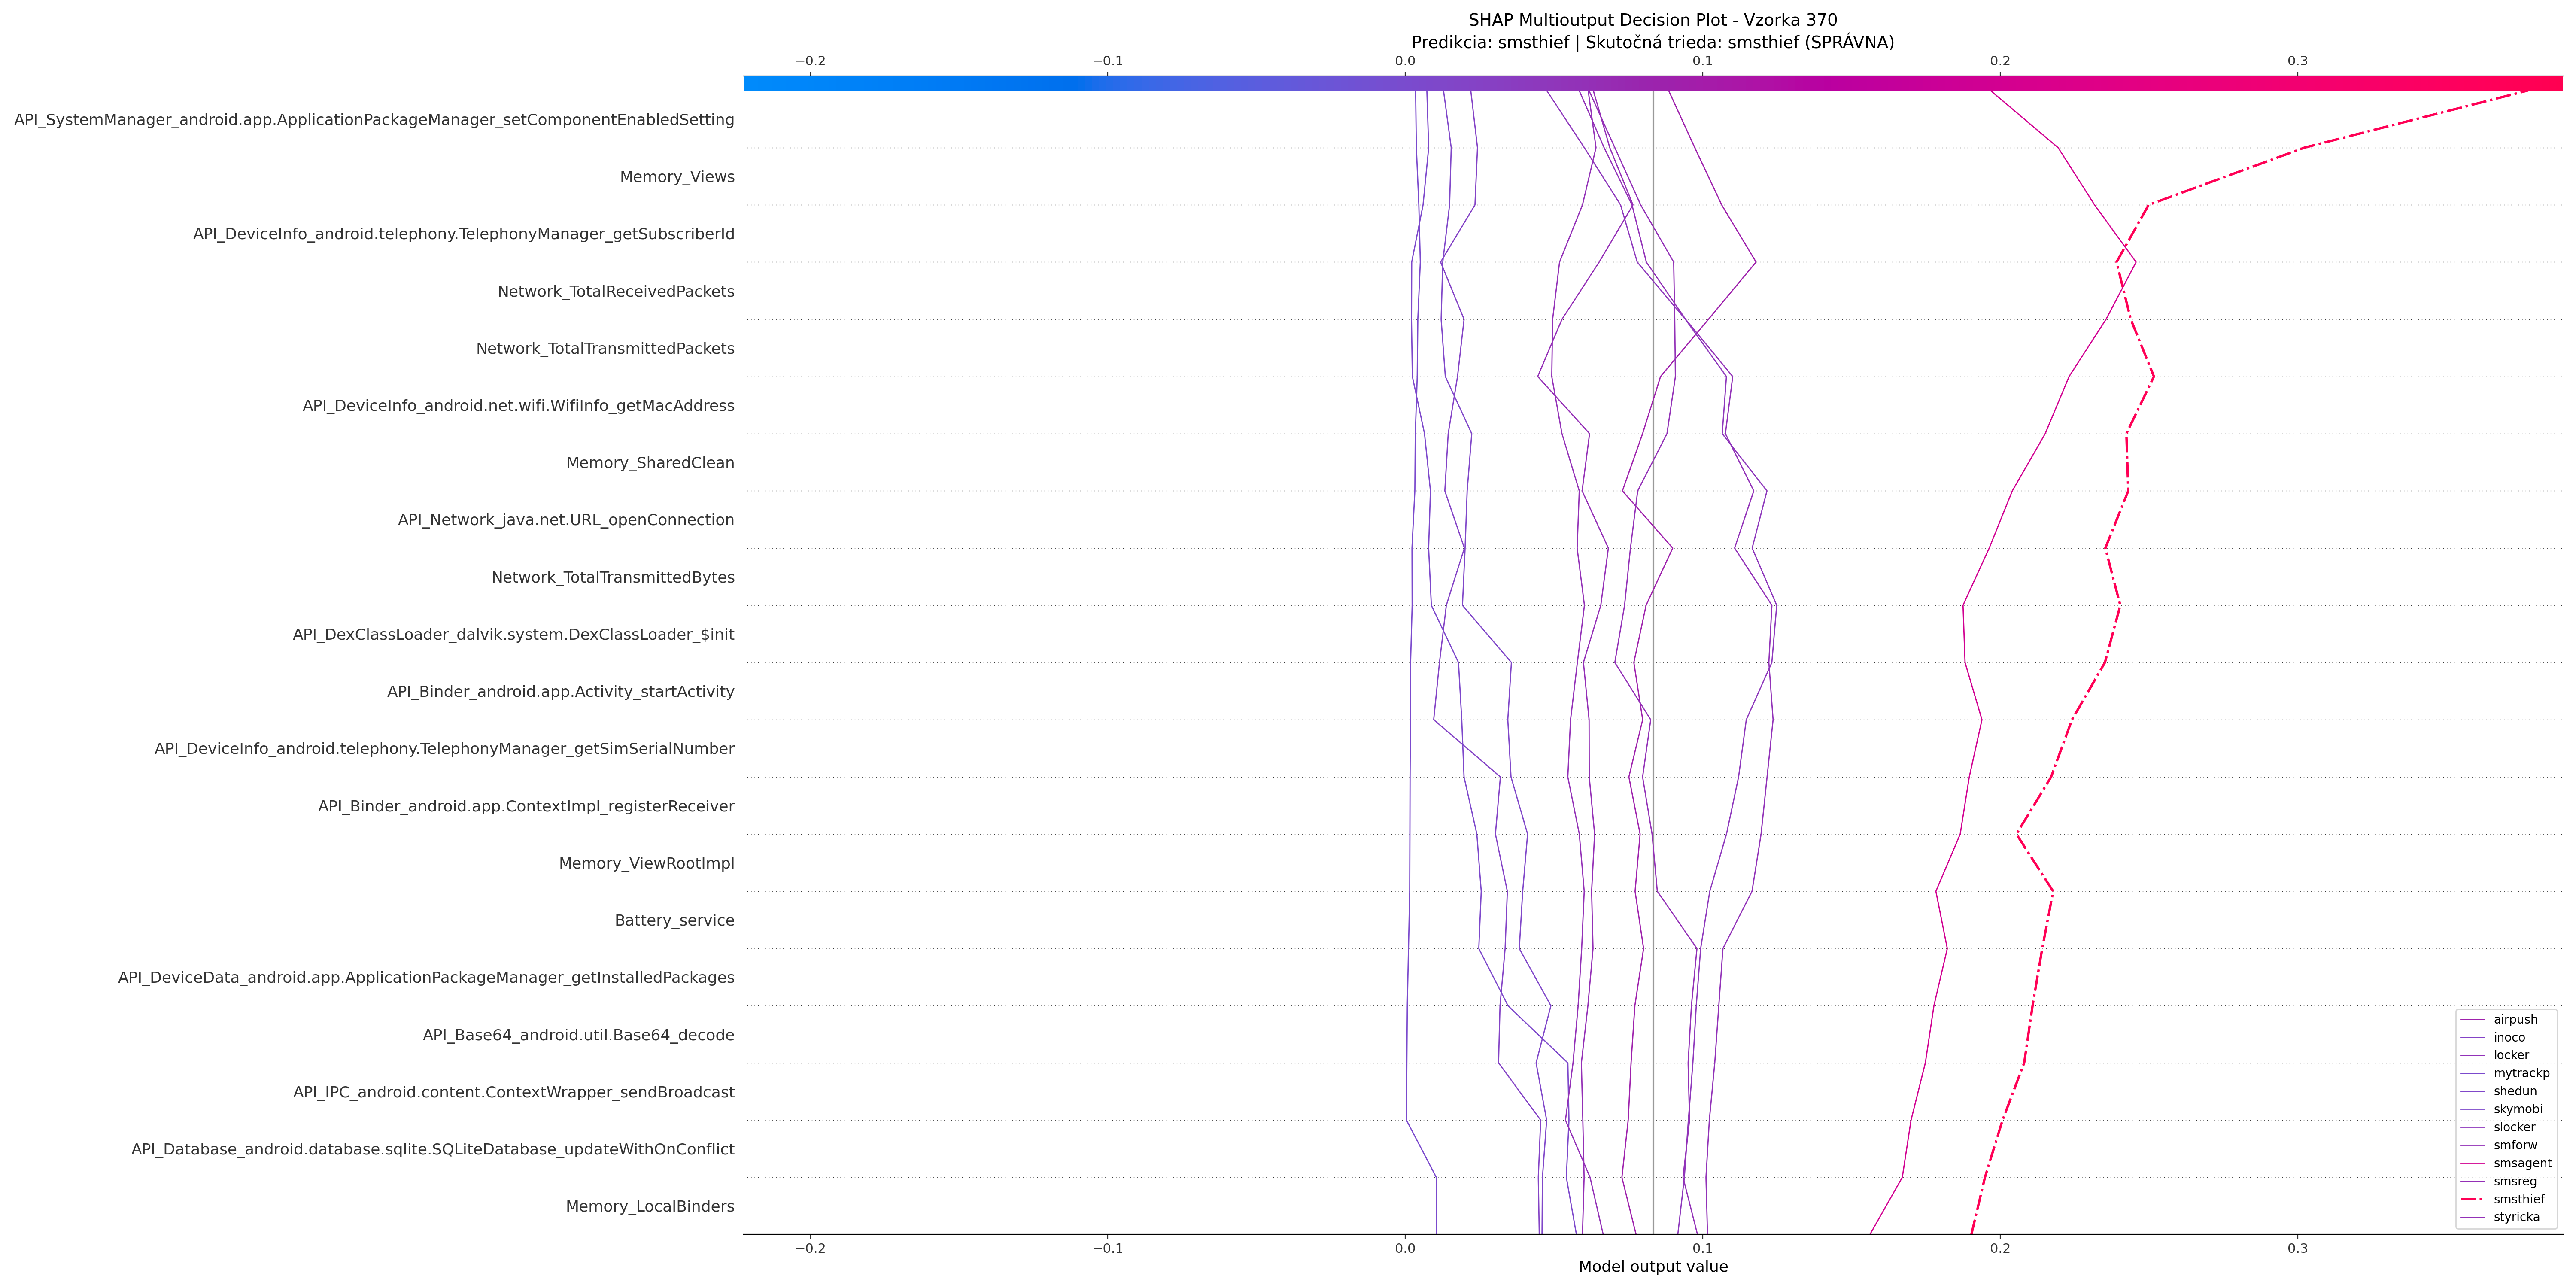 SHAP Multioutput Decision Plot - Vzorka 370
Predikcia: smsthief | Skutočná trieda: smsthief (SPRÁVNA)
−0.2 −0.1 0.0 0.1 0.2 0.3
API_SystemManager_android.app.ApplicationPackageManager_setComponentEnabledSetting
Memory_Views
API_DeviceInfo_android.telephony.TelephonyManager_getSubscriberId
Network_TotalReceivedPackets
Network_TotalTransmittedPackets
API_DeviceInfo_android.net.wifi.WifiInfo_getMacAddress
Memory_SharedClean
API_Network_java.net.URL_openConnection
Network_TotalTransmittedBytes
API_DexClassLoader_dalvik.system.DexClassLoader_$init
API_Binder_android.app.Activity_startActivity
API_DeviceInfo_android.telephony.TelephonyManager_getSimSerialNumber
API_Binder_android.app.ContextImpl_registerReceiver
Memory_ViewRootImpl
Battery_service
API_DeviceData_android.app.ApplicationPackageManager_getInstalledPackages
API_Base64_android.util.Base64_decode
API_IPC_android.content.ContextWrapper_sendBroadcast
API_Database_android.database.sqlite.SQLiteDatabase_updateWithOnConflict
Memory_LocalBinders
airpush
inoco
locker
mytrackp
shedun
skymobi
slocker
smforw
smsagent
smsreg
smsthief
styricka
−0.2 −0.1 0.0 0.1 0.2 0.3
Model output value